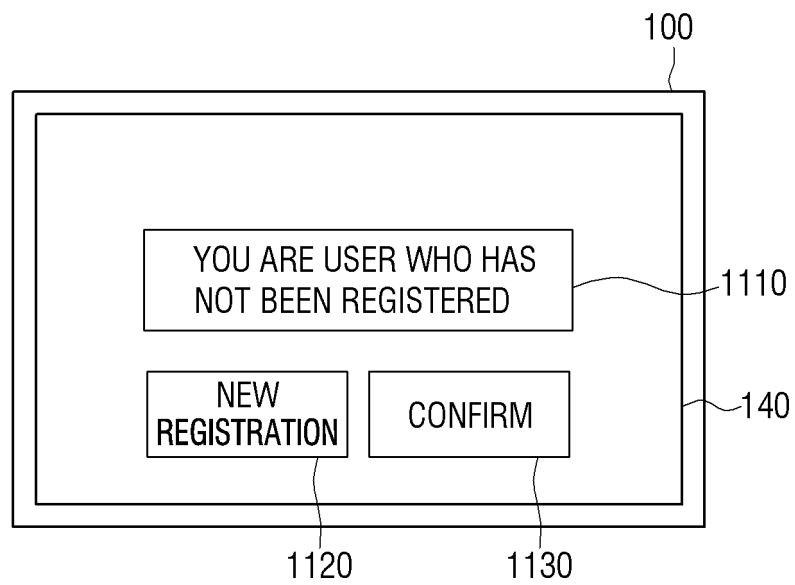 100
YOU ARE USER WHO HAS
NOT BEEN REGISTERED
1110
NEW
REGISTRATION
CONFIRM
140
1120
1130